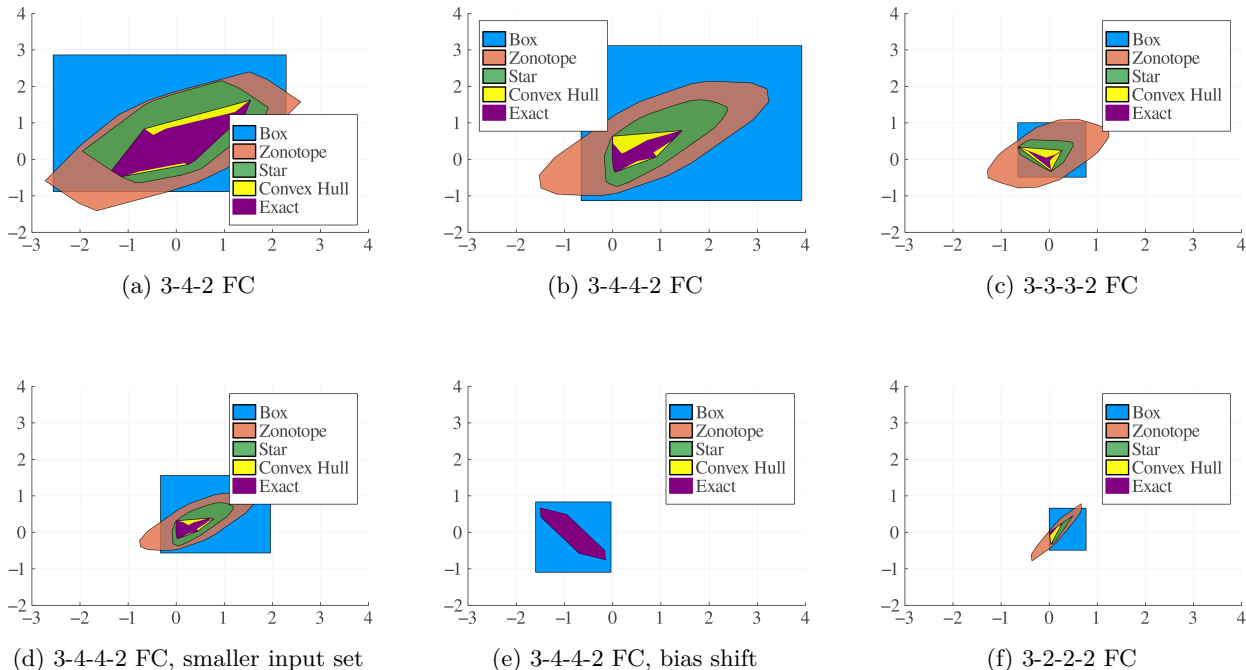 4
3
2
1
0
−1
−2
−3 −2 −1 0 1 2 3 4
Box
Zonotope
Star
Convex Hull
Exact
(a) 3-4-2 FC
4
3
2
1
0
−1
−2
−3 −2 −1 0 1 2 3 4
Box
Zonotope
Star
Convex Hull
Exact
(b) 3-4-4-2 FC
4
3
2
1
0
−1
−2
−3 −2 −1 0 1 2 3 4
Box
Zonotope
Star
Convex Hull
Exact
(c) 3-3-3-2 FC
4
3
2
1
0
−1
−2
−3 −2 −1 0 1 2 3 4
Box
Zonotope
Star
Convex Hull
Exact
(d) 3-4-4-2 FC, smaller input set
4
3
2
1
0
−1
−2
−3 −2 −1 0 1 2 3 4
Box
Zonotope
Star
Convex Hull
Exact
(e) 3-4-4-2 FC, bias shift
4
3
2
1
0
−1
−2
−3 −2 −1 0 1 2 3 4
Box
Zonotope
Star
Convex Hull
Exact
(f) 3-2-2-2 FC